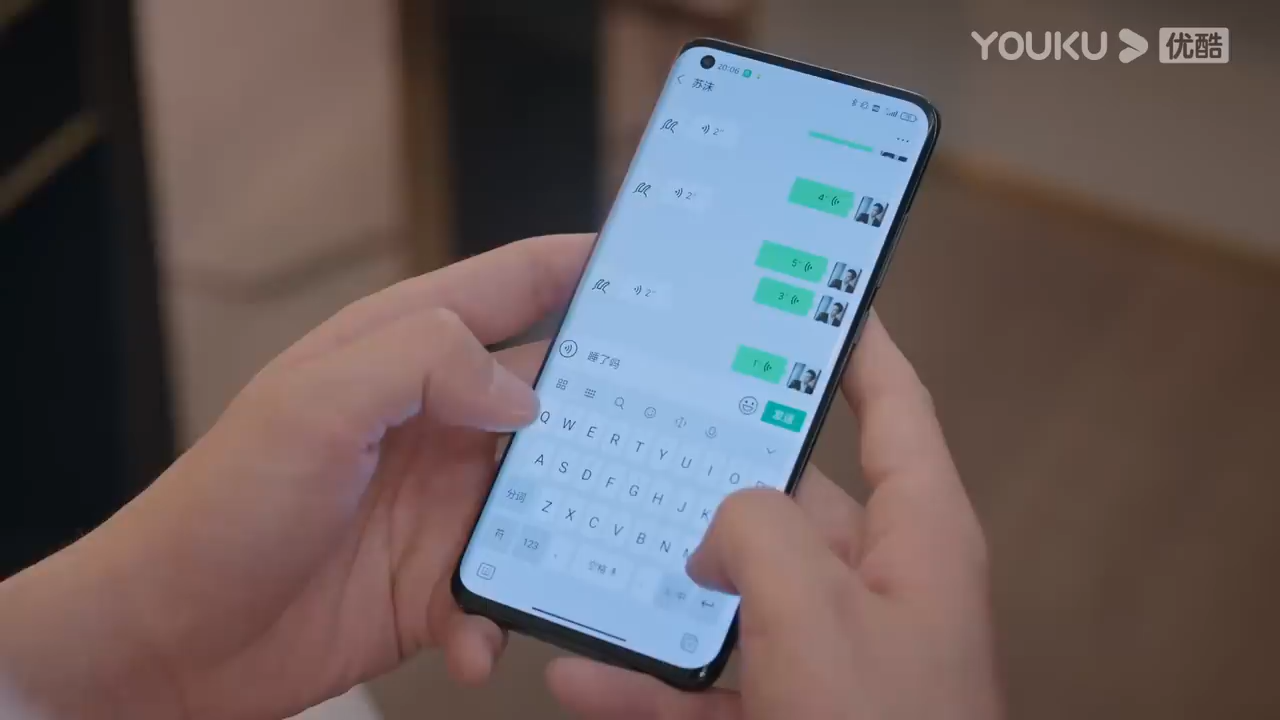 YOUKU 优酷
20:06
苏沫
2"
4"
2"
5"
3"
2"
1"
睡了吗
发送
Q W E R T Y U I O P
A S D F G H J K
分词 Z X C V B N M
符 123 , 空格